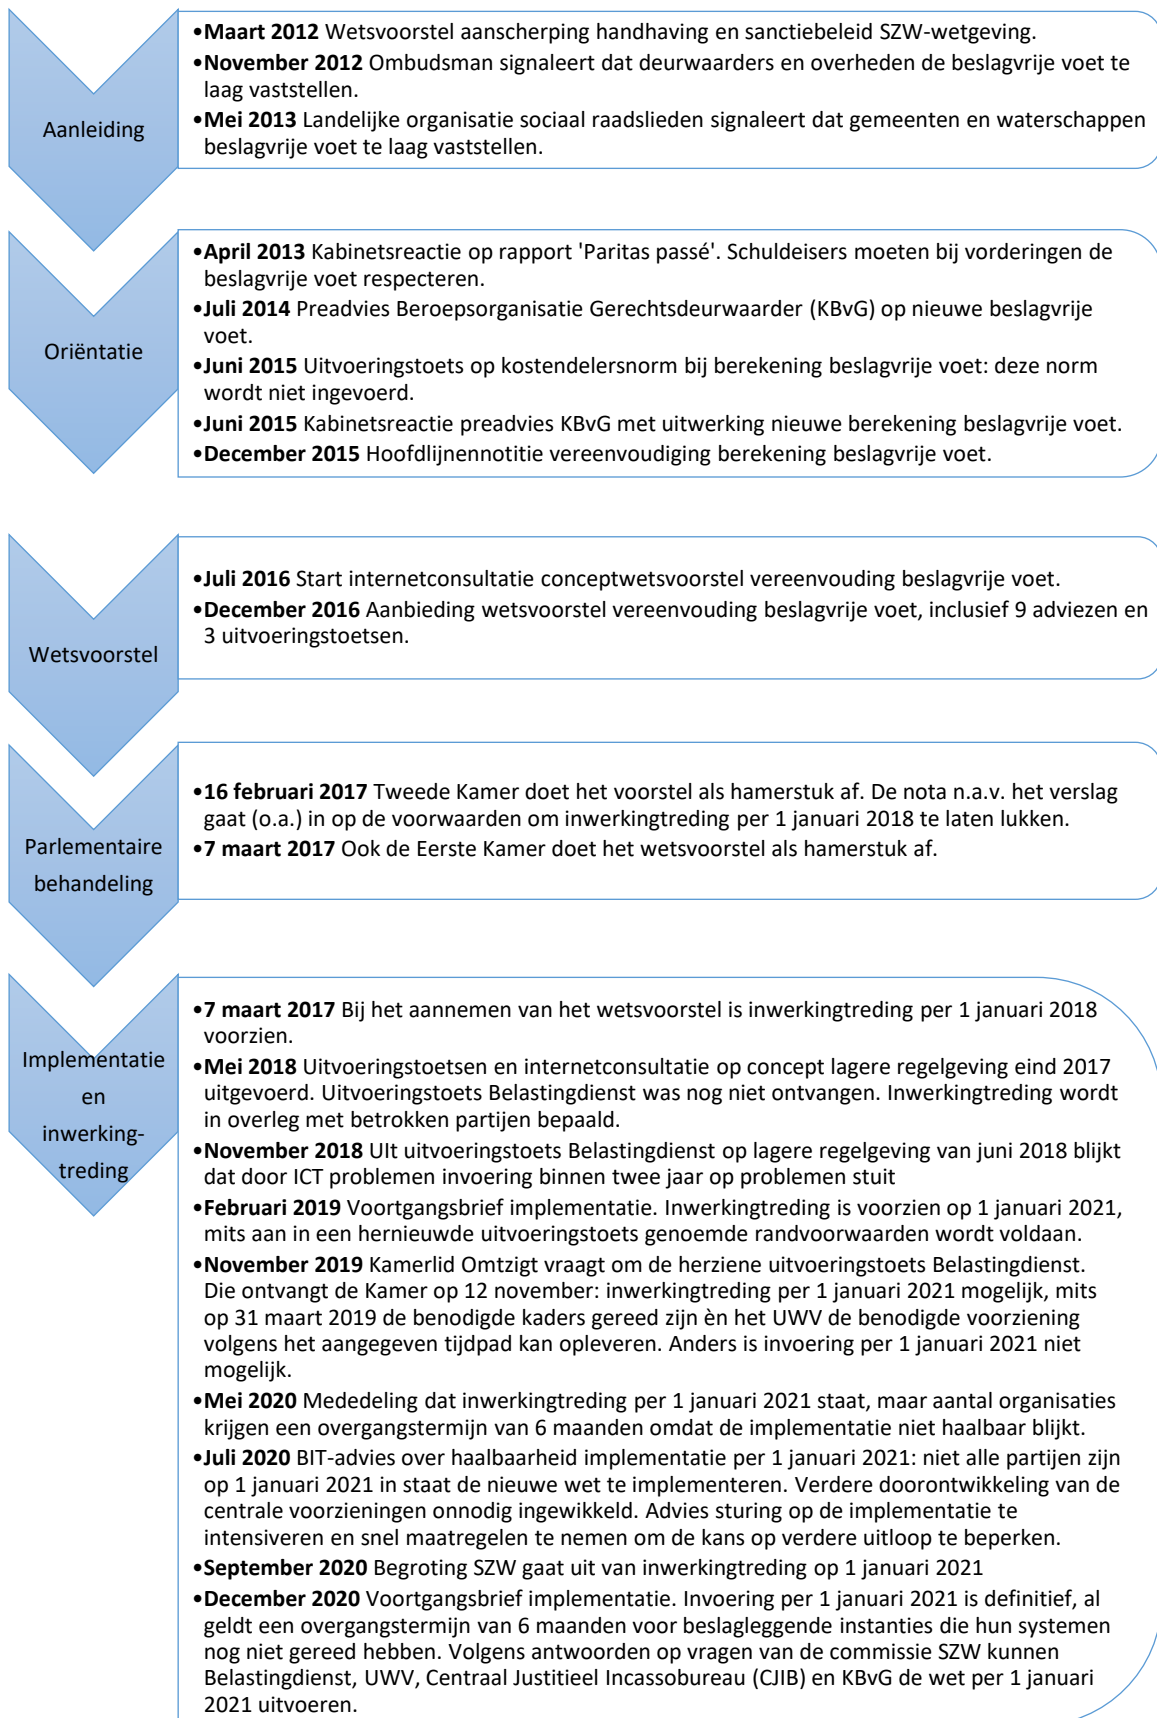 Aanleiding
•Maart 2012 Wetsvoorstel aanscherping handhaving en sanctiebeleid SZW-wetgeving.
•November 2012 Ombudsman signaleert dat deurwaarders en overheden de beslagvrije voet te
laag vaststellen.
•Mei 2013 Landelijke organisatie sociaal raadslieden signaleert dat gemeenten en waterschappen
beslagvrije voet te laag vaststellen.
Oriëntatie
•April 2013 Kabinetsreactie op rapport 'Paritas passé'. Schuldeisers moeten bij vorderingen de
beslagvrije voet respecteren.
•Juli 2014 Preadvies Beroepsorganisatie Gerechtsdeurwaarder (KBvG) op nieuwe beslagvrije
voet.
•Juni 2015 Uitvoeringstoets op kostendelersnorm bij berekening beslagvrije voet: deze norm
wordt niet ingevoerd.
•Juni 2015 Kabinetsreactie preadvies KBvG met uitwerking nieuwe berekening beslagvrije voet.
•December 2015 Hoofdlijnennotitie vereenvoudiging berekening beslagvrije voet.
Wetsvoorstel
•Juli 2016 Start internetconsultatie conceptwetsvoorstel vereenvouding beslagvrije voet.
•December 2016 Aanbieding wetsvoorstel vereenvouding beslagvrije voet, inclusief 9 adviezen en
3 uitvoeringstoetsen.
Parlementaire
behandeling
•16 februari 2017 Tweede Kamer doet het voorstel als hamerstuk af. De nota n.a.v. het verslag
gaat (o.a.) in op de voorwaarden om inwerkingtreding per 1 januari 2018 te laten lukken.
•7 maart 2017 Ook de Eerste Kamer doet het wetsvoorstel als hamerstuk af.
Implementatie
en
inwerking-
treding
•7 maart 2017 Bij het aannemen van het wetsvoorstel is inwerkingtreding per 1 januari 2018
voorzien.
•Mei 2018 Uitvoeringstoetsen en internetconsultatie op concept lagere regelgeving eind 2017
uitgevoerd. Uitvoeringstoets Belastingdienst was nog niet ontvangen. Inwerkingtreding wordt
in overleg met betrokken partijen bepaald.
•November 2018 UIt uitvoeringstoets Belastingdienst op lagere regelgeving van juni 2018 blijkt
dat door ICT problemen invoering binnen twee jaar op problemen stuit
•Februari 2019 Voortgangsbrief implementatie. Inwerkingtreding is voorzien op 1 januari 2021,
mits aan in een hernieuwde uitvoeringstoets genoemde randvoorwaarden wordt voldaan.
•November 2019 Kamerlid Omtzigt vraagt om de herziene uitvoeringstoets Belastingdienst.
Die ontvangt de Kamer op 12 november: inwerkingtreding per 1 januari 2021 mogelijk, mits
op 31 maart 2019 de benodigde kaders gereed zijn èn het UWV de benodigde voorziening
volgens het aangegeven tijdpad kan opleveren. Anders is invoering per 1 januari 2021 niet
mogelijk.
•Mei 2020 Mededeling dat inwerkingtreding per 1 januari 2021 staat, maar aantal organisaties
krijgen een overgangstermijn van 6 maanden omdat de implementatie niet haalbaar blijkt.
•Juli 2020 BIT-advies over haalbaarheid implementatie per 1 januari 2021: niet alle partijen zijn
op 1 januari 2021 in staat de nieuwe wet te implementeren. Verdere doorontwikkeling van de
centrale voorzieningen onnodig ingewikkeld. Advies sturing op de implementatie te
intensiveren en snel maatregelen te nemen om de kans op verdere uitloop te beperken.
•September 2020 Begroting SZW gaat uit van inwerkingtreding op 1 januari 2021
•December 2020 Voortgangsbrief implementatie. Invoering per 1 januari 2021 is definitief, al
geldt een overgangstermijn van 6 maanden voor beslagleggende instanties die hun systemen
nog niet gereed hebben. Volgens antwoorden op vragen van de commissie SZW kunnen
Belastingdienst, UWV, Centraal Justitieel Incassobureau (CJIB) en KBvG de wet per 1 januari
2021 uitvoeren.